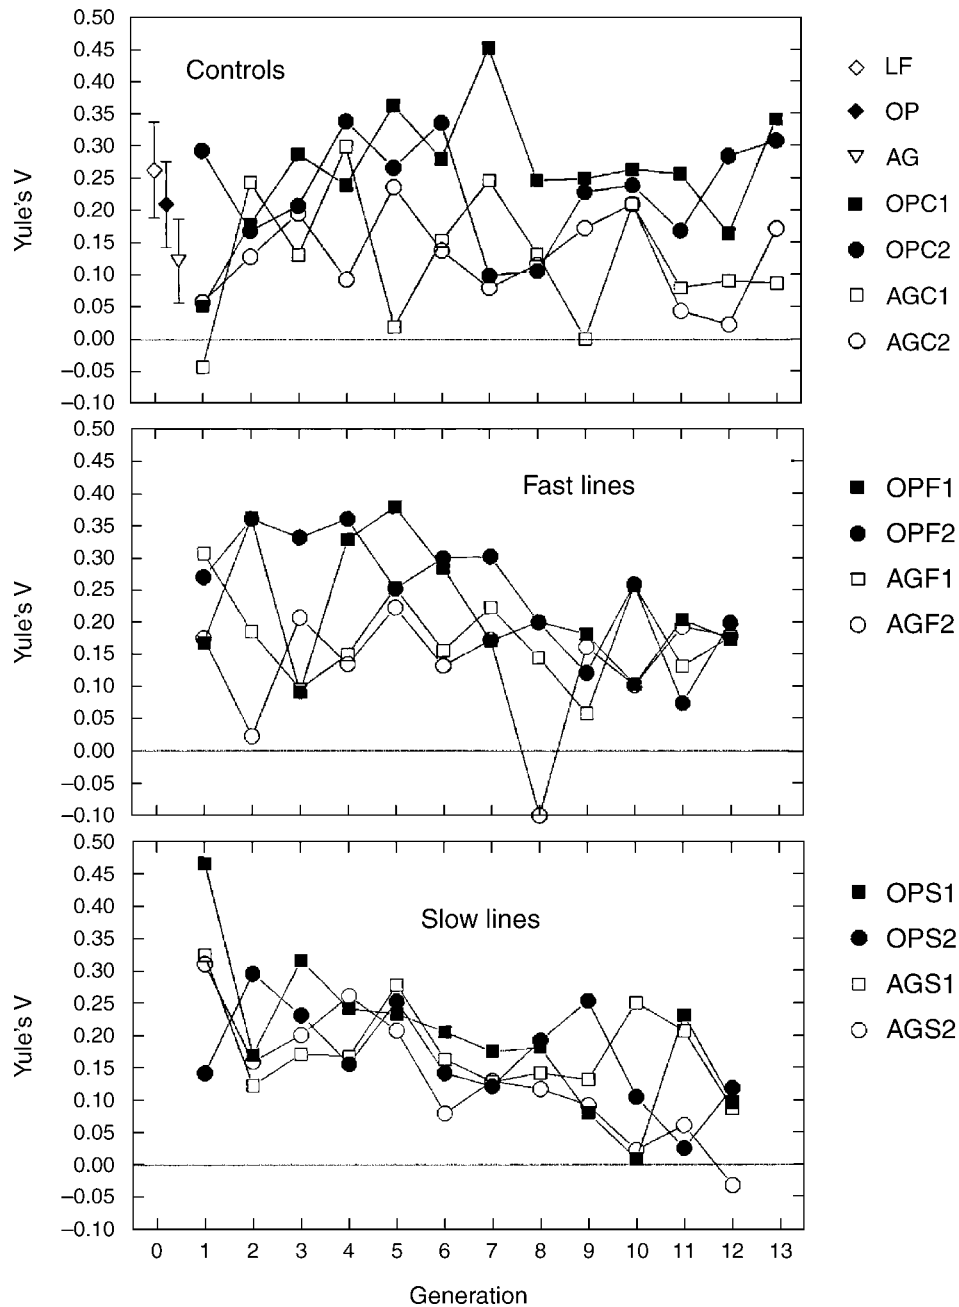 0.50
0.45
0.40
0.35
0.30
0.25
0.20
0.15
0.10
0.05
0.00
−0.05
−0.10
Yule's V
Controls
LF
OP
AG
OPC1
OPC2
AGC1
AGC2
0.50
0.45
0.40
0.35
0.30
0.25
0.20
0.15
0.10
0.05
0.00
−0.05
−0.10
Yule's V
Fast lines
OPF1
OPF2
AGF1
AGF2
0.50
0.45
0.40
0.35
0.30
0.25
0.20
0.15
0.10
0.05
0.00
−0.05
−0.10
Yule's V
Slow lines
OPS1
OPS2
AGS1
AGS2
0 1 2 3 4 5 6 7 8 9 10 11 12 13
Generation